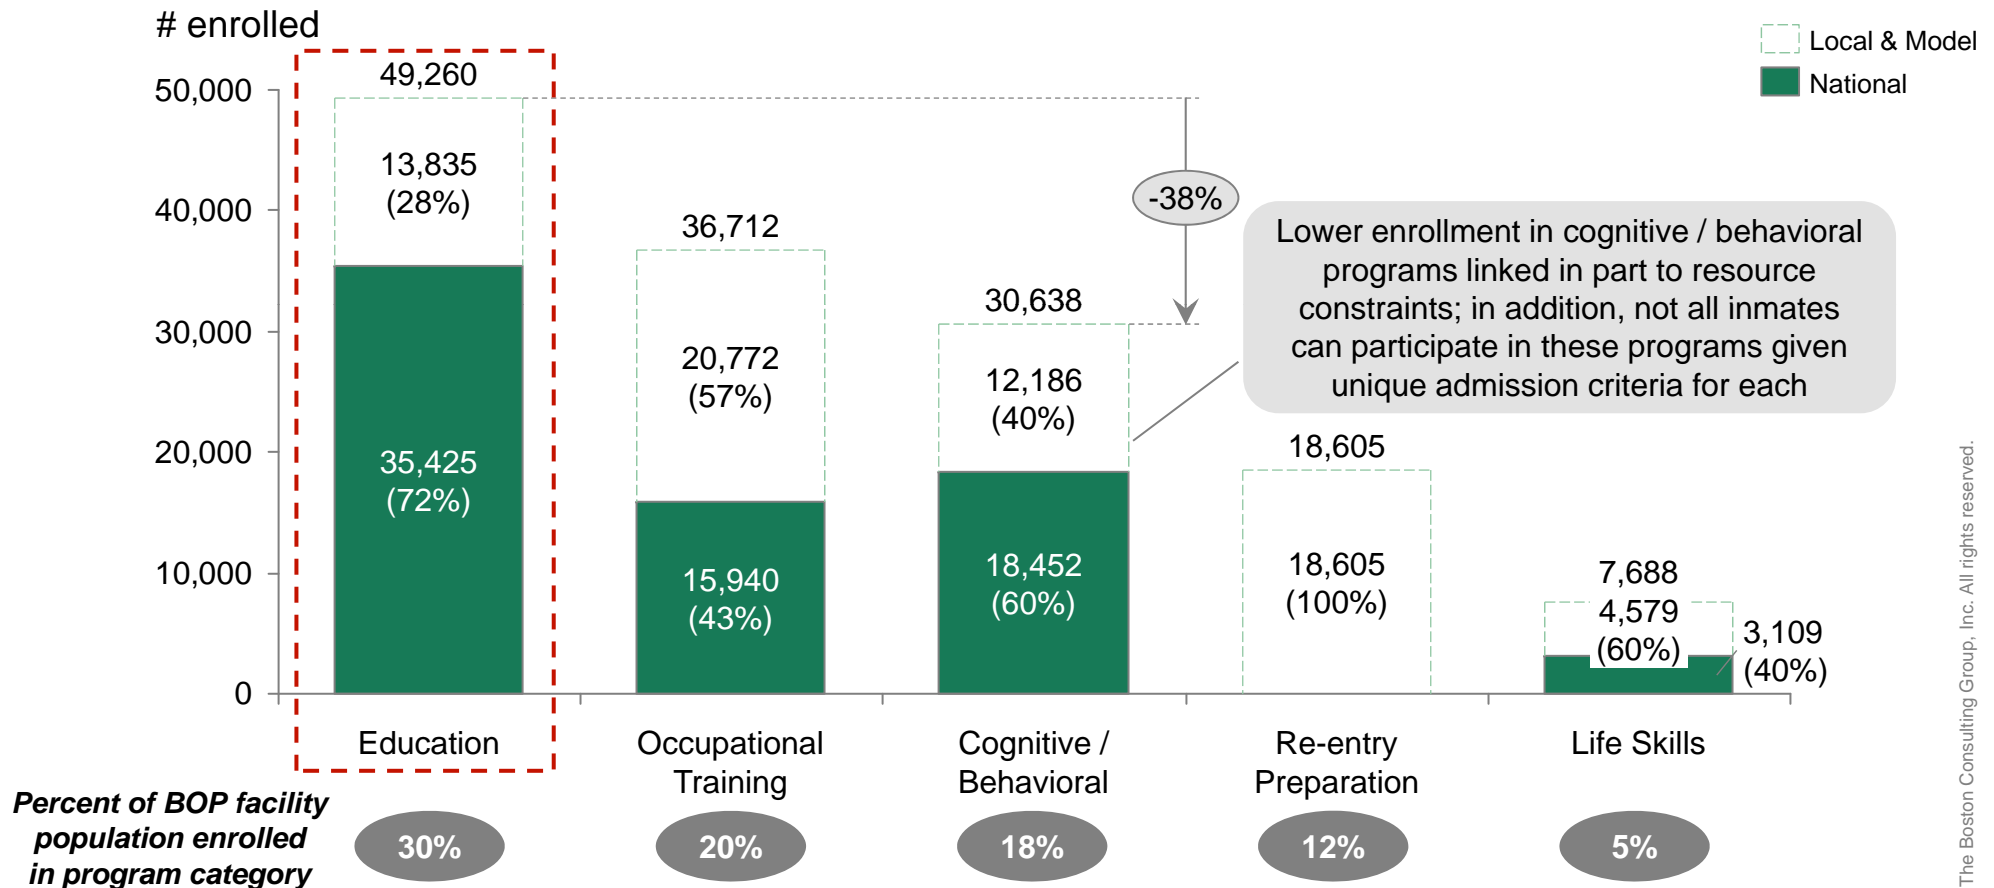 # enrolled
Local & Model
National
50,000
40,000
30,000
20,000
10,000
0
49,260
13,835
(28%)
35,425
(72%)
36,712
20,772
(57%)
15,940
(43%)
30,638
12,186
(40%)
18,452
(60%)
-38%
Lower enrollment in cognitive / behavioral
programs linked in part to resource
constraints; in addition, not all inmates
can participate in these programs given
unique admission criteria for each
18,605
18,605
(100%)
7,688
4,579
(60%)
3,109
(40%)
Education
Occupational
Training
Cognitive /
Behavioral
Re-entry
Preparation
Life Skills
Percent of BOP facility
population enrolled
in program category
30%
20%
18%
12%
5%
The Boston Consulting Group, Inc. All rights reserved.